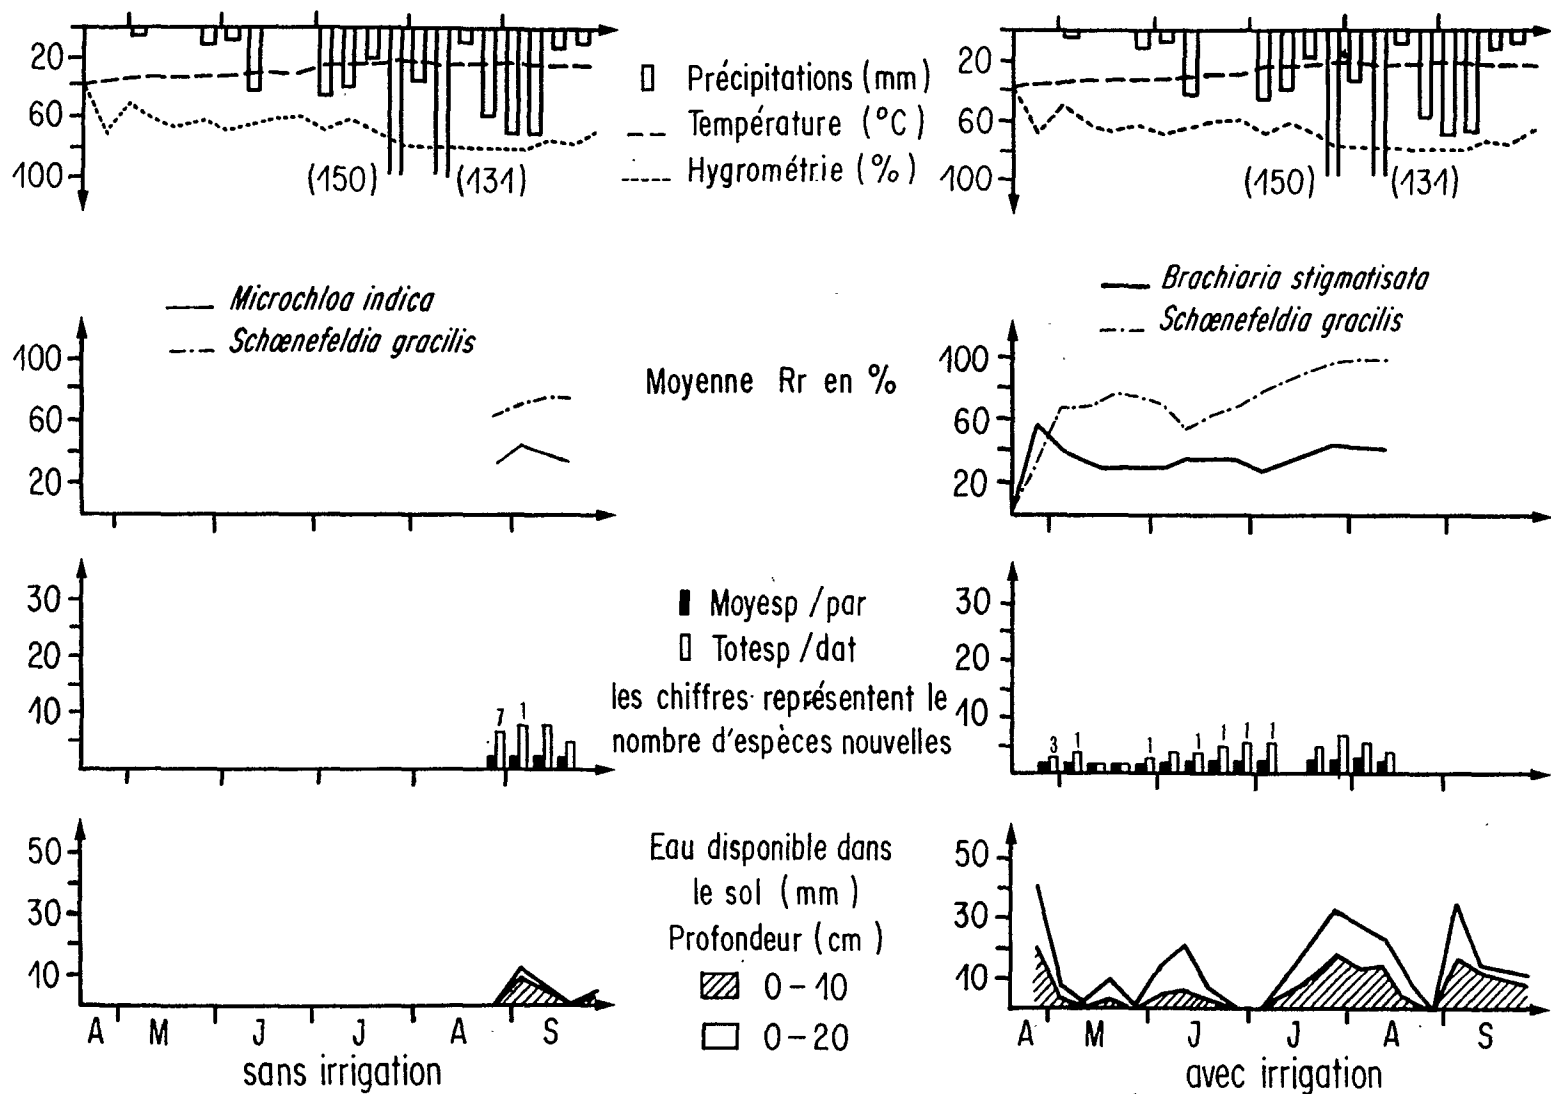 20
60
100
(150)
(131)
Précipitations (mm)
Température (°C)
Hygrométrie (%)
20
60
100
(150)
(131)
Microchloa indica
Schœnefeldia gracilis
100
60
20
Moyenne Rr en %
Brachiaria stigmatisata
Schœnefeldia gracilis
100
60
20
30
20
10
7 1
Moyesp /par
Totesp /dat
les chiffres représentent le
nombre d'espèces nouvelles
30
20
10
3 1 1 1 1 1 1
50
30
10
A M J J A S
sans irrigation
Eau disponible dans
le sol (mm)
Profondeur (cm)
0-10
0-20
50
30
10
A M J J A S
avec irrigation